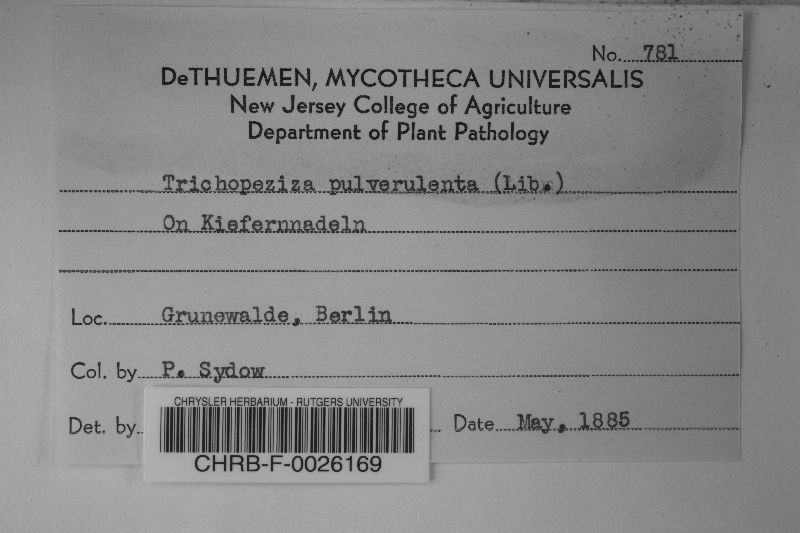 No. 781
DeTHUEMEN, MYCOTHECA UNIVERSALIS
New Jersey College of Agriculture
Department of Plant Pathology
Trichopeziza pulverulenta (Lib.)
On Kiefernnadeln
Loc. Grunewalde, Berlin
Col. by P. Sydow
Det. by Date May, 1885
CHRYSLER HERBARIUM - RUTGERS UNIVERSITY
CHRB-F-0026169